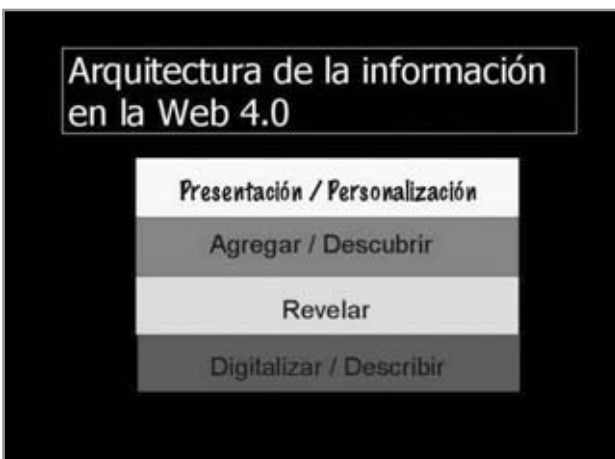 Arquitectura de la información
en la Web 4.0
Presentación / Personalización
Agregar / Descubrir
Revelar
Digitalizar / Describir